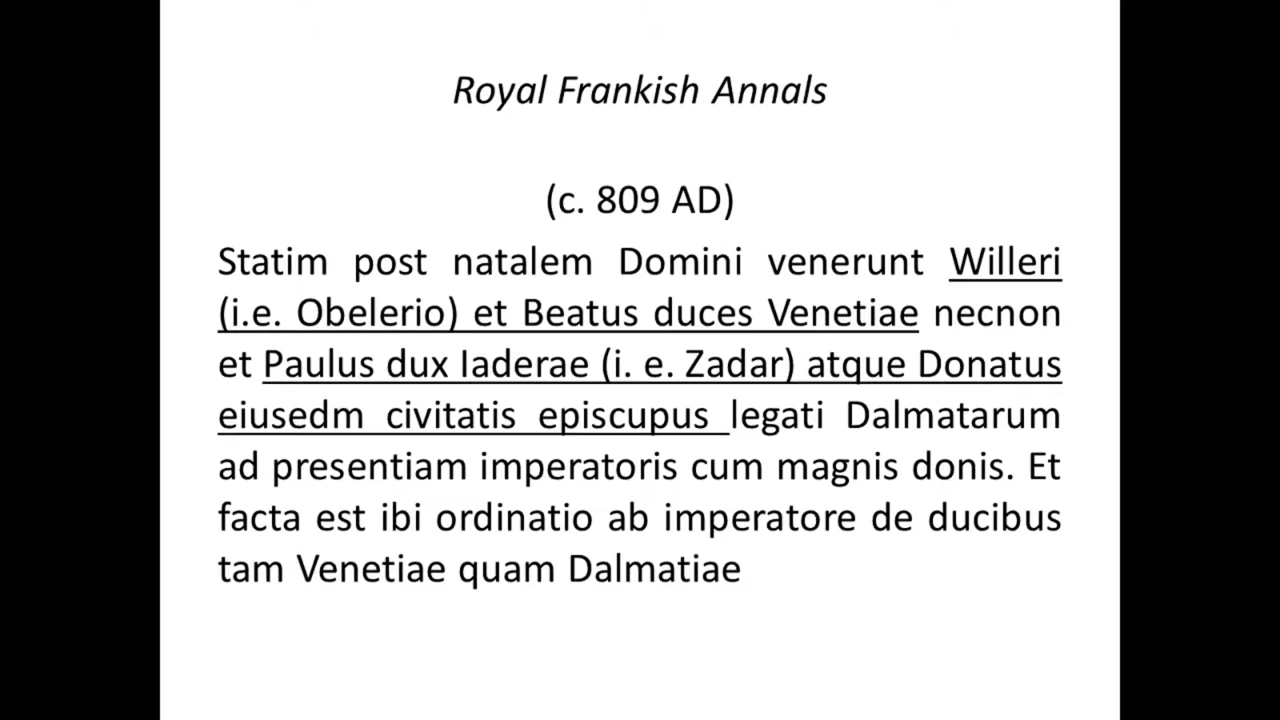 Royal Frankish Annals
(c. 809 AD)
Statim post natalem Domini venerunt Willeri
(i.e. Obelerio) et Beatus duces Venetiae necnon
et Paulus dux Iaderae (i. e. Zadar) atque Donatus
eiusedm civitatis episcupus legati Dalmatarum
ad presentiam imperatoris cum magnis donis. Et
facta est ibi ordinatio ab imperatore de ducibus
tam Venetiae quam Dalmatiae